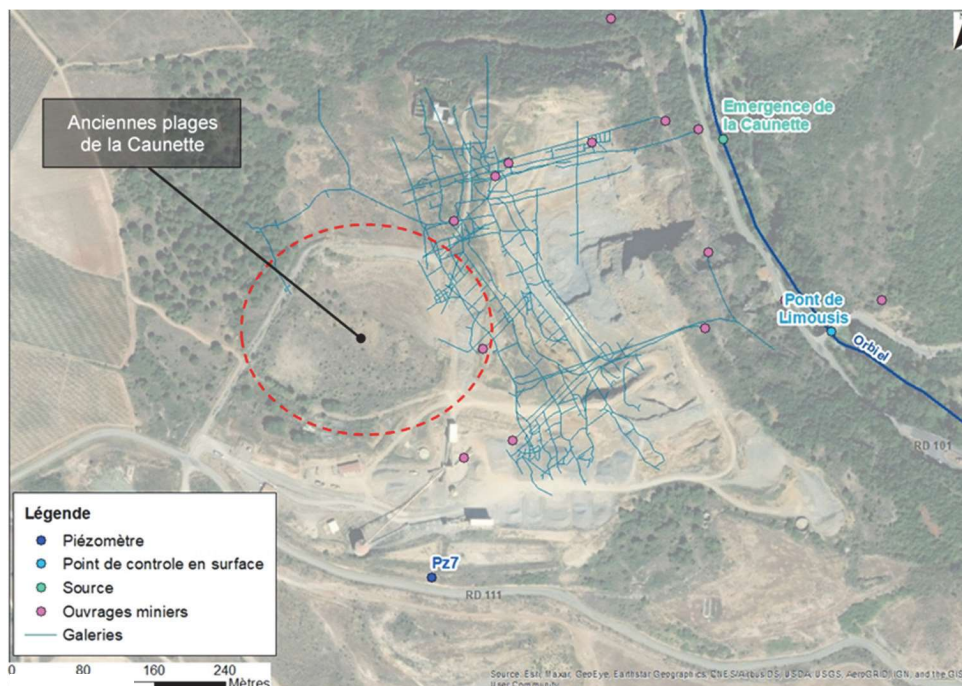 Anciennes plages
de la Caunette
Emergence de
la Caunette
Pont de
Limousis
Orbiel
RD 101
Légende
Piézomètre
Point de controle en surface
Source
Ouvrages miniers
Galeries
Pz7
RD 111
0 80 160 240
Mètres
Source: Esri, Maxar, GeoEye, Earthstar Geographics, CNES/Airbus DS, USDA, USGS, AeroGRID, IGN, and the GIS
User Community